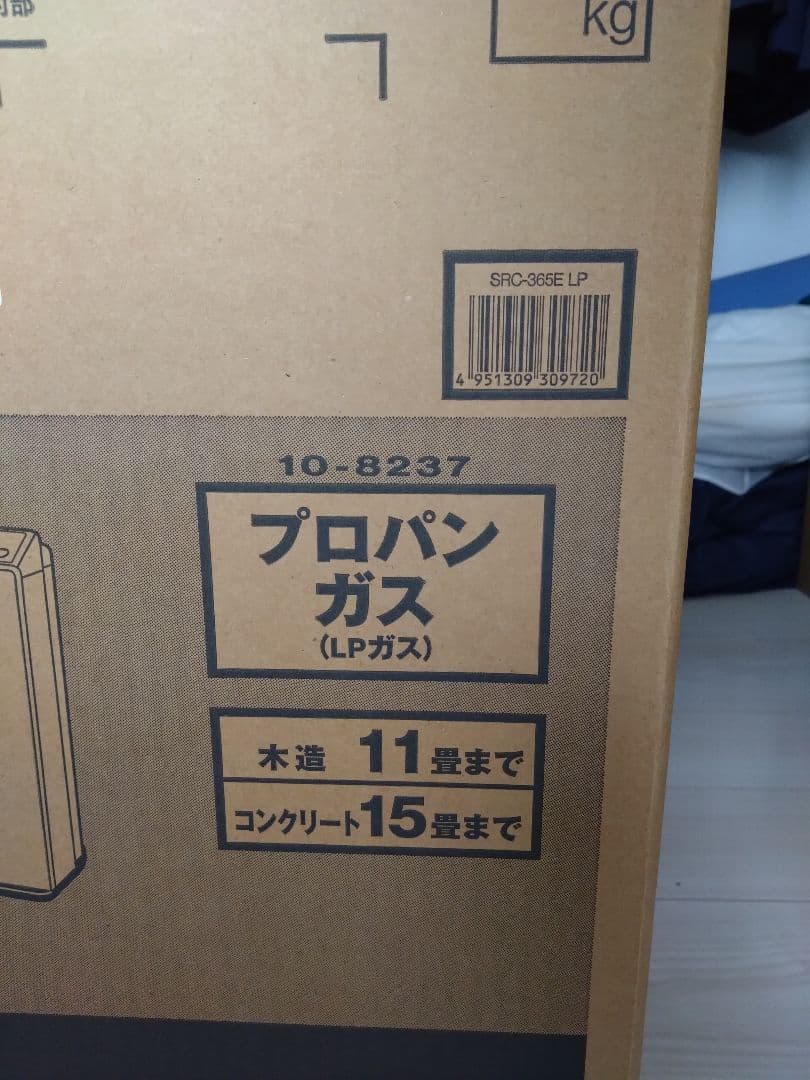 kg
SRC-365E LP
4 951309 309720
10-8237
プロパン
ガス
(LPガス)
木造 11畳まで
コンクリート15畳まで